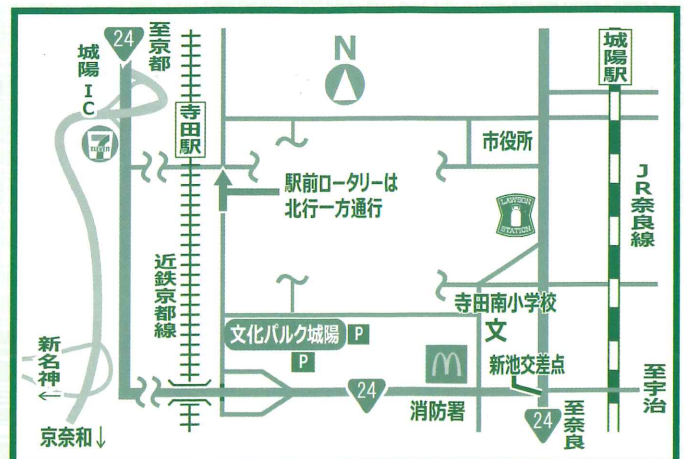 24
至京都
城陽IC
7
寺田駅
N
城陽駅
市役所
JR奈良線
LAWSON
STATION
駅前ロータリーは
北行一方通行
近鉄京都線
寺田南小学校
文
文化パルク城陽
P
P
M
新池交差点
新名神
←
24
消防署
至宇治
24
至奈良
京奈和↓